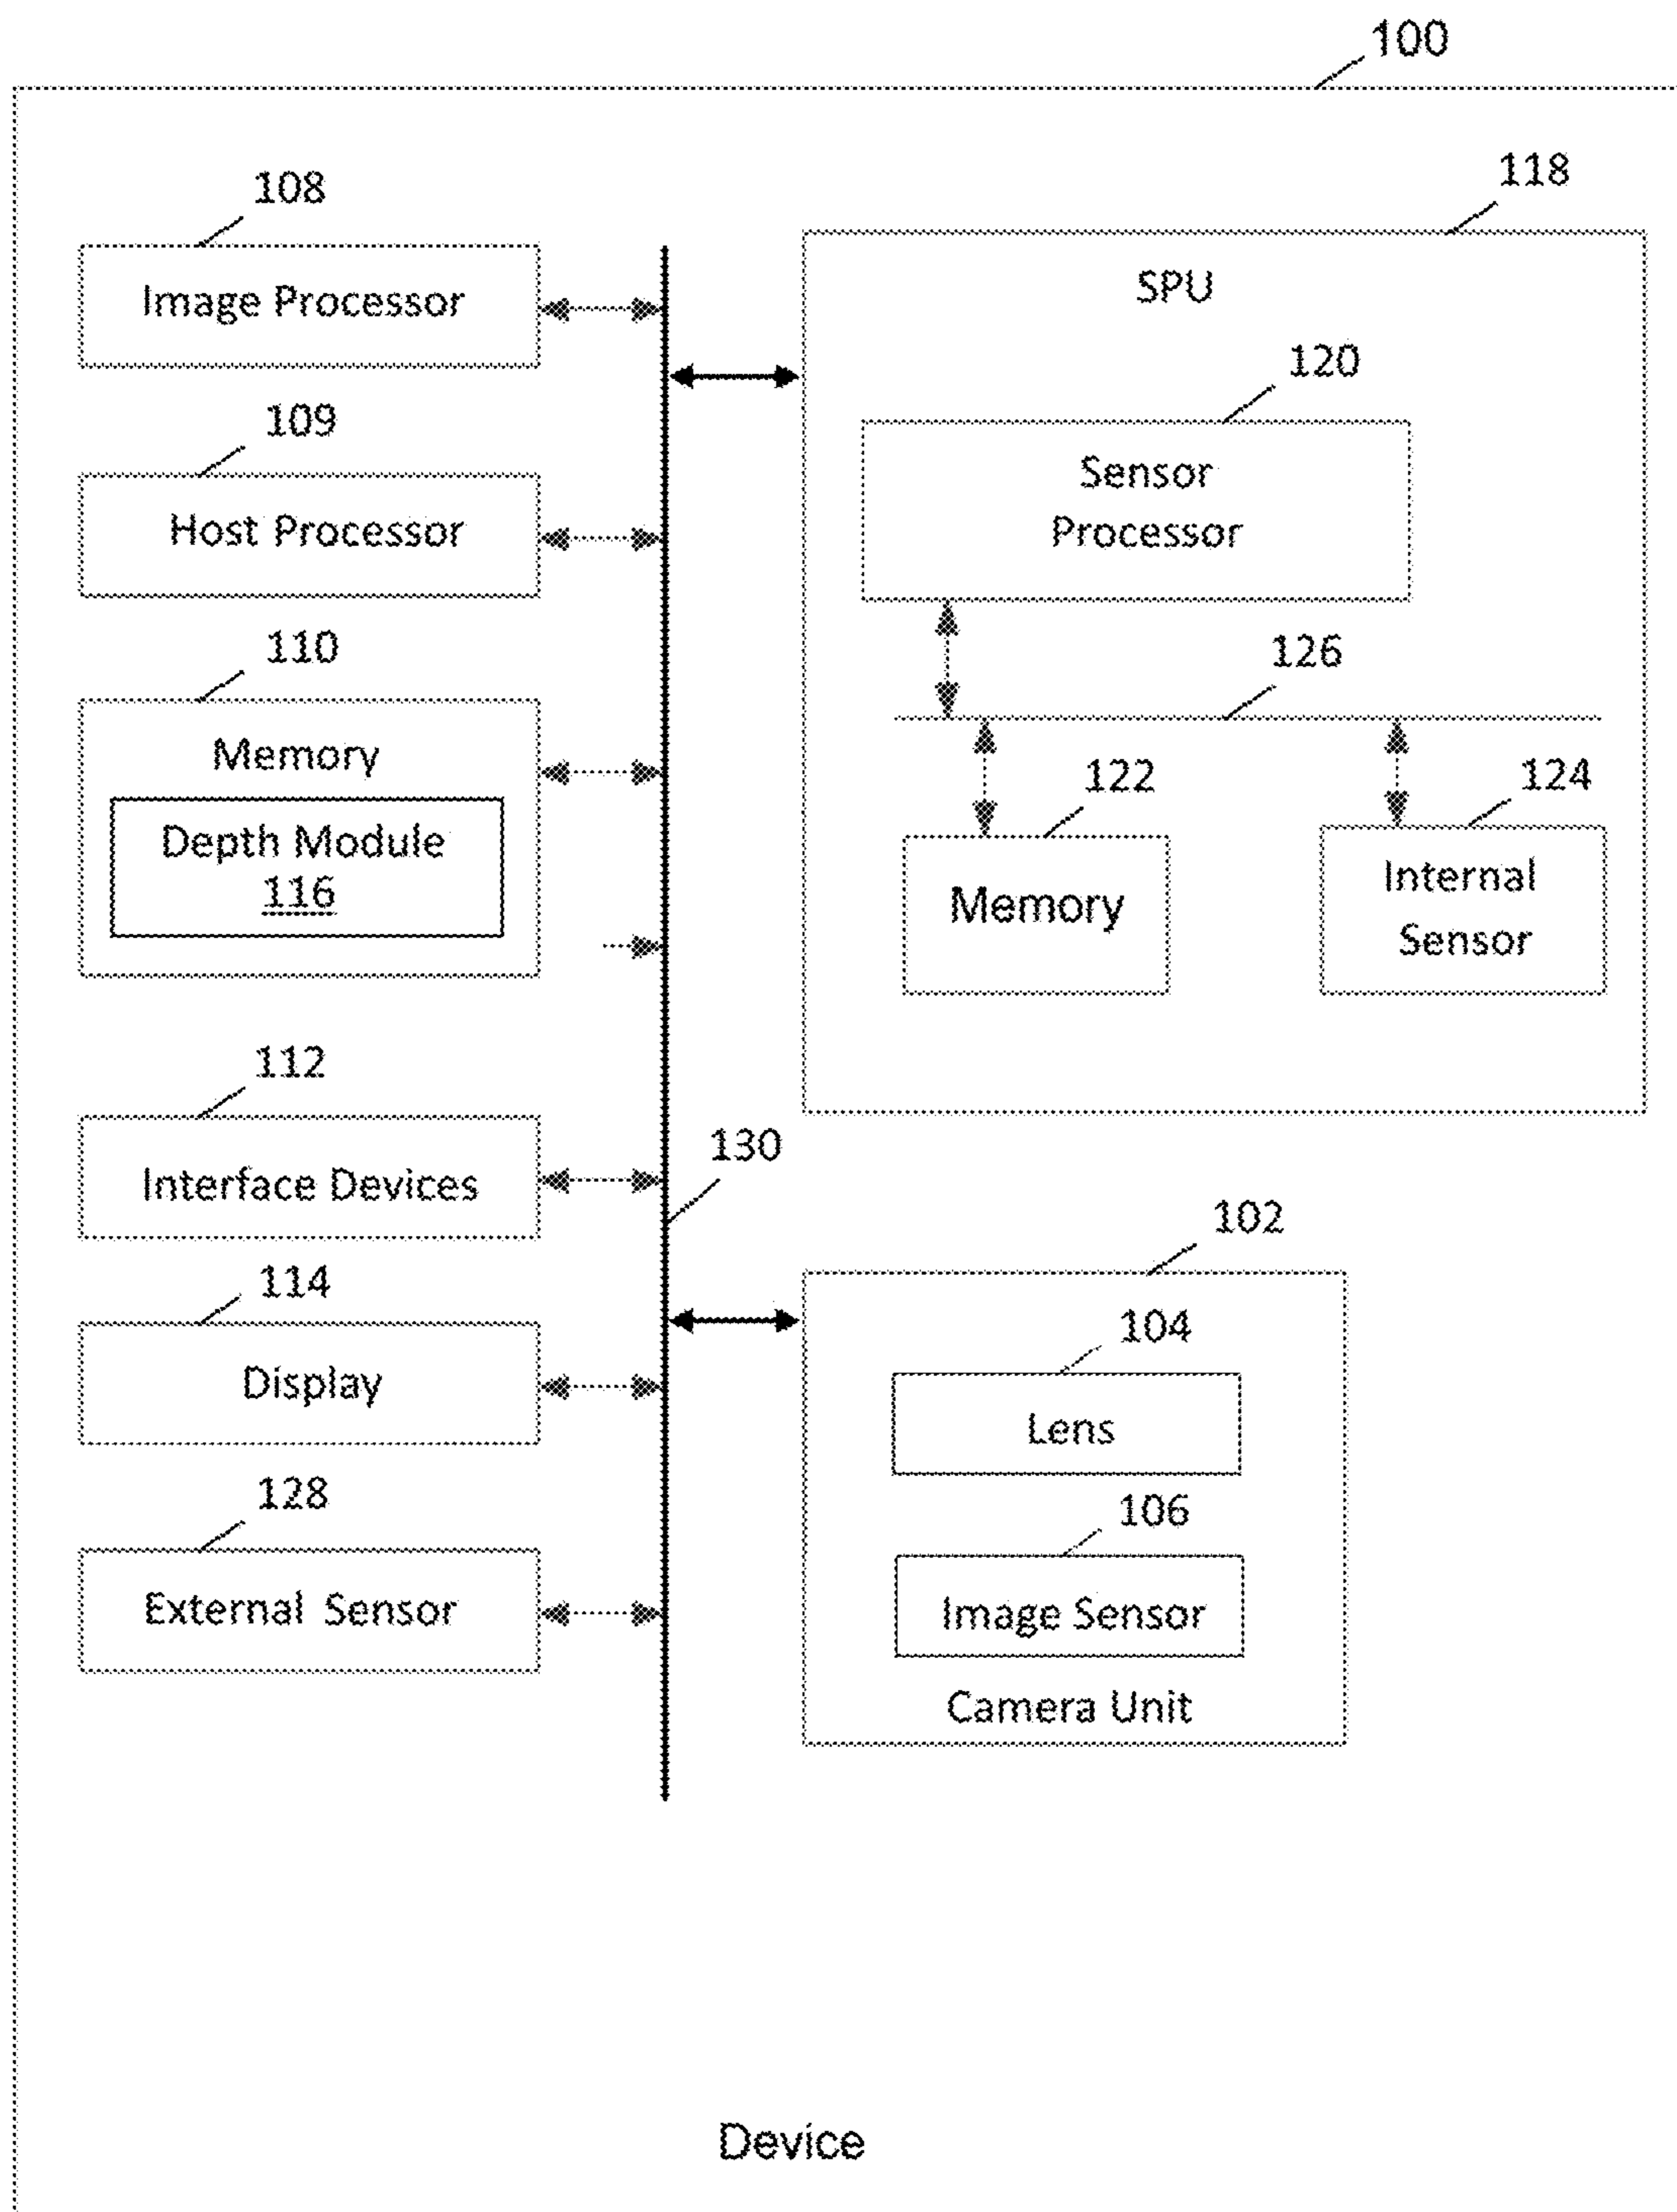 100
108
Image Processor
109
Host Processor
110
Memory
Depth Module
116
112
Interface Devices
114
Display
128
External Sensor
130
118
SPU
120
Sensor
Processor
126
122
Memory
124
Internal
Sensor
102
104
Lens
106
Image Sensor
Camera Unit
Device